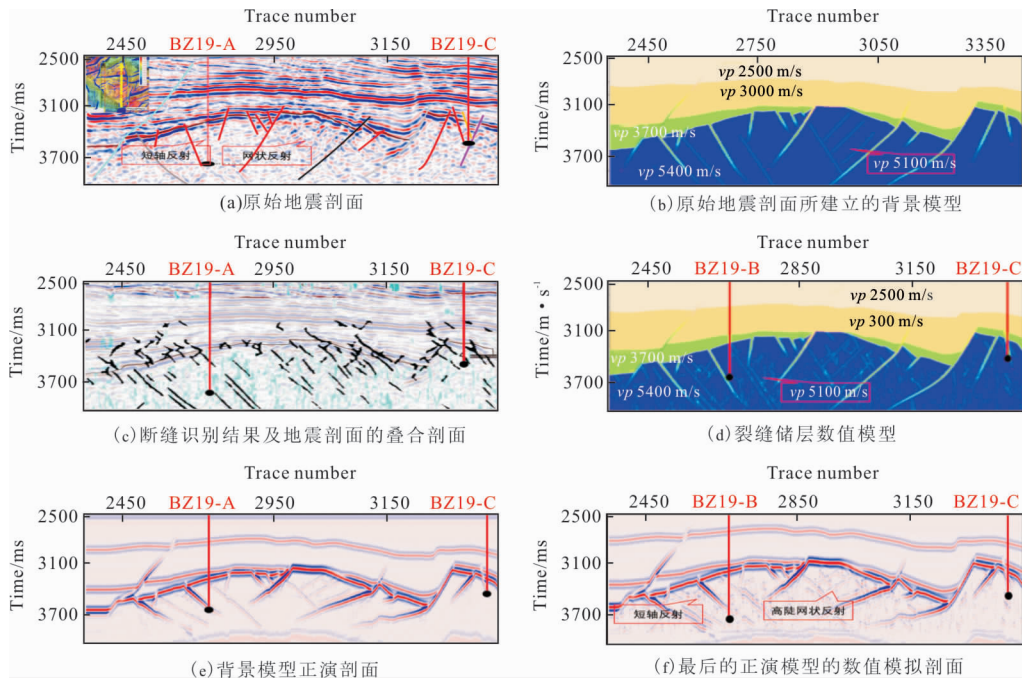 Trace number
2450 BZ19-A 2950 3150 BZ19-C
2500
3100
3700
Time/ms
短轴反射
网状反射
(a)原始地震剖面
Trace number
2450 2750 3050 3350
2500
3100
3700
Time/ms
vp 2500 m/s
vp 3000 m/s
vp 3700 m/s
vp 5100 m/s
vp 5400 m/s
(b)原始地震剖面所建立的背景模型
Trace number
2450 BZ19-A 2950 3150 BZ19-C
2500
3100
3700
Time/ms
(c)断缝识别结果及地震剖面的叠合剖面
Trace number
2450 BZ19-B 2850 3150 BZ19-C
2500
3100
3700
Time/m·s⁻¹
vp 2500 m/s
vp 300 m/s
vp 3700 m/s
vp 5400 m/s
vp 5100 m/s
(d)裂缝储层数值模型
Trace number
2450 BZ19-A 2950 3150 BZ19-C
2500
3100
3700
Time/ms
(e)背景模型正演剖面
Trace number
2450 BZ19-B 2850 3150 BZ19-C
2500
3100
3700
Time/ms
短轴反射
高陡网状反射
(f)最后的正演模型的数值模拟剖面